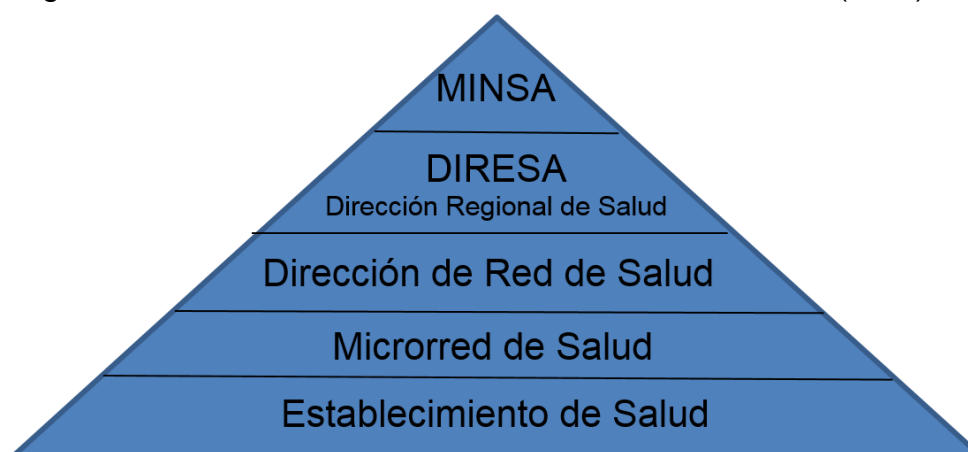 MINSA
DIRESA
Dirección Regional de Salud
Dirección de Red de Salud
Microrred de Salud
Establecimiento de Salud